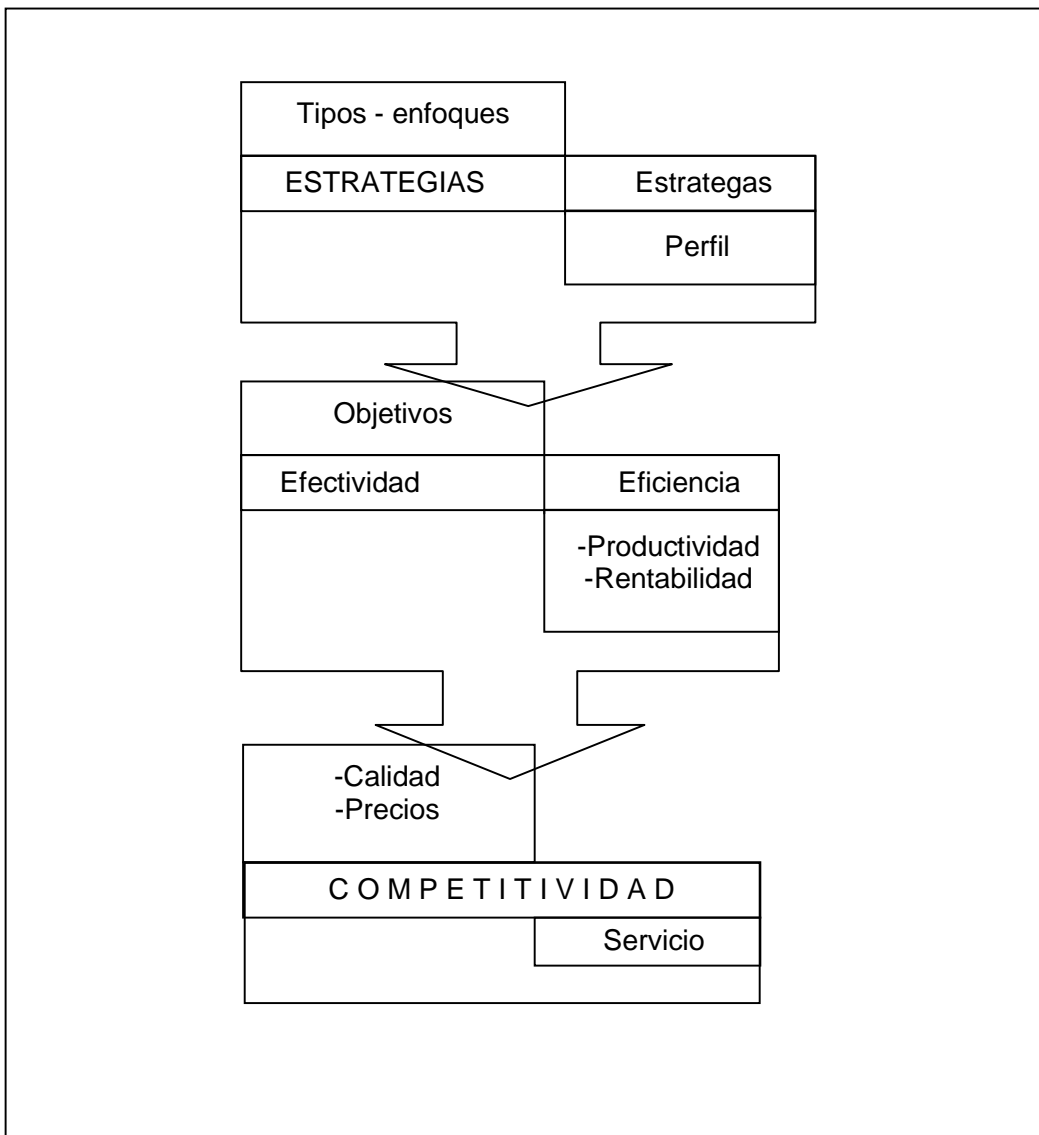 Tipos - enfoques
ESTRATEGIAS Estrategas
Perfil
Objetivos
Efectividad Eficiencia
-Productividad
-Rentabilidad
-Calidad
-Precios
C O M P E T I T I V I D A D
Servicio